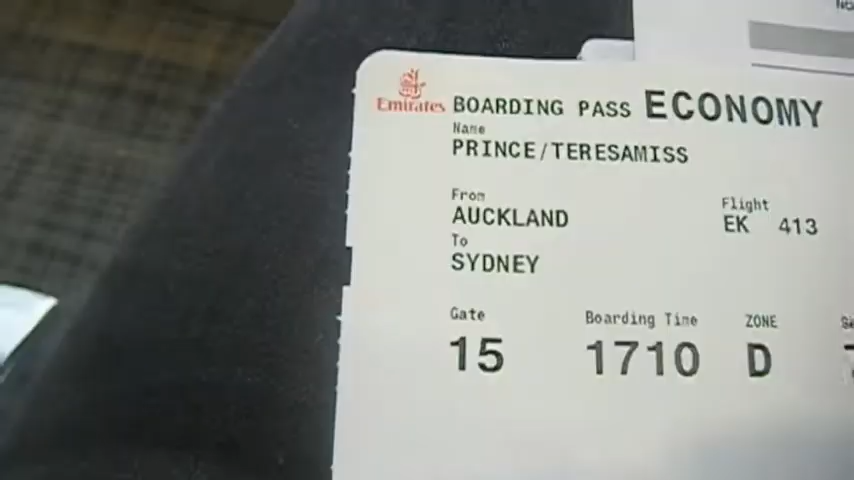 Emirates BOARDING PASS ECONOMY
Name
PRINCE/TERESAMISS
From
AUCKLAND
Flight
EK 413
To
SYDNEY
Gate Boarding Time ZONE
15 1710 D